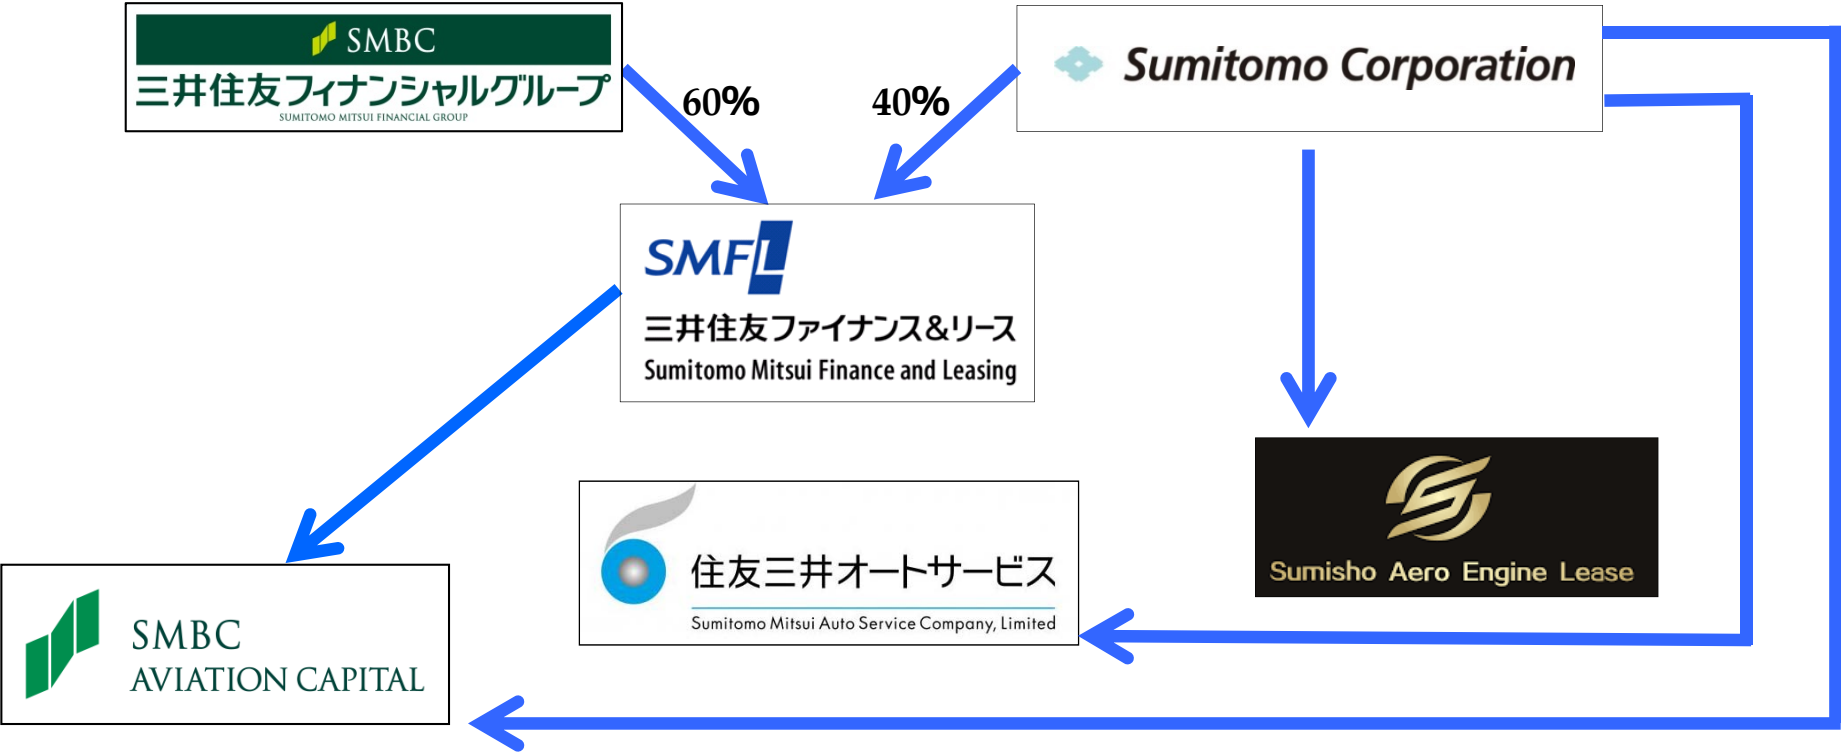 SMBC
三井住友フィナンシャルグループ
SUMITOMO MITSUI FINANCIAL GROUP
Sumitomo Corporation
60%
40%
SMFL
三井住友ファイナンス&リース
Sumitomo Mitsui Finance and Leasing
住友三井オートサービス
Sumitomo Mitsui Auto Service Company, Limited
Sumisho Aero Engine Lease
SMBC
AVIATION CAPITAL